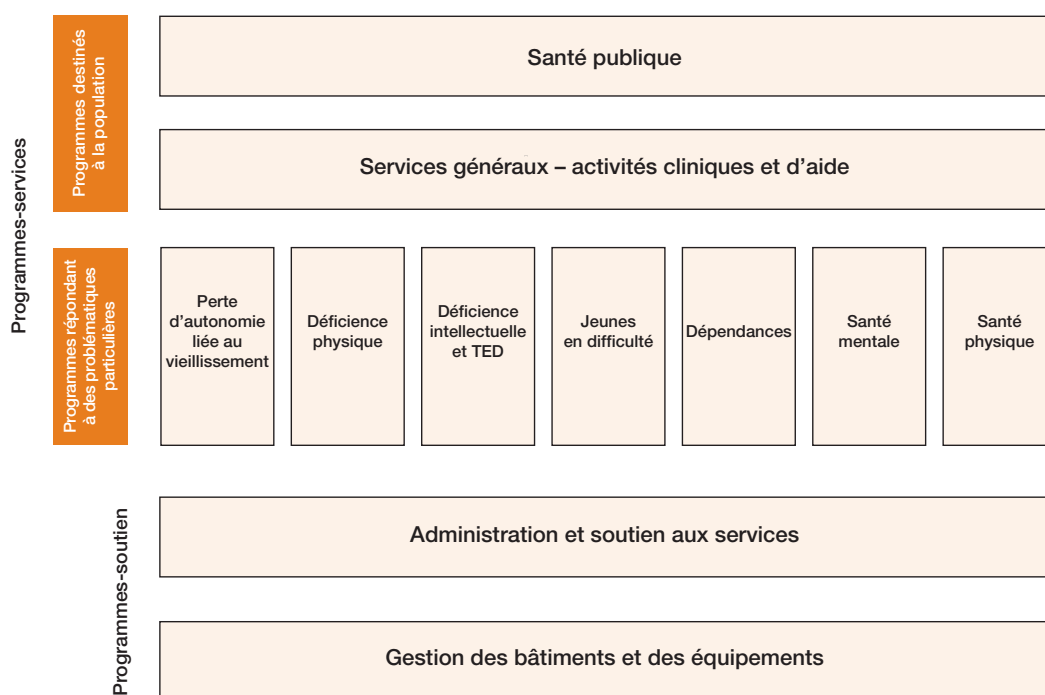 Programmes-services
Programmes destinés
à la population
Santé publique
Services généraux – activités cliniques et d'aide
Programmes répondant
à des problématiques
particulières
Perte
d'autonomie
liée au
vieillissement
Déficience
physique
Déficience
intellectuelle
et TED
Jeunes
en difficulté
Dépendances
Santé
mentale
Santé
physique
Programmes-soutien
Administration et soutien aux services
Gestion des bâtiments et des équipements